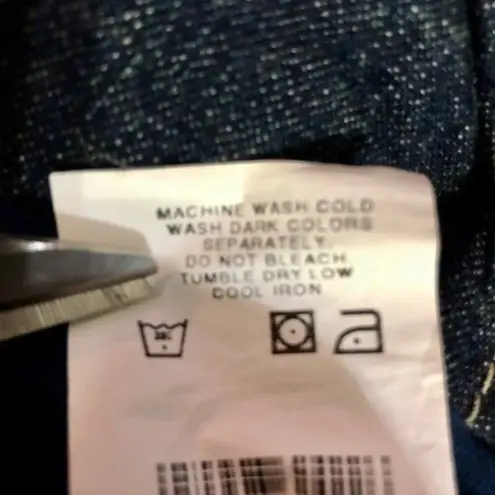 MACHINE WASH COLD
WASH DARK COLORS
SEPARATELY.
DO NOT BLEACH
TUMBLE DRY LOW
COOL IRON